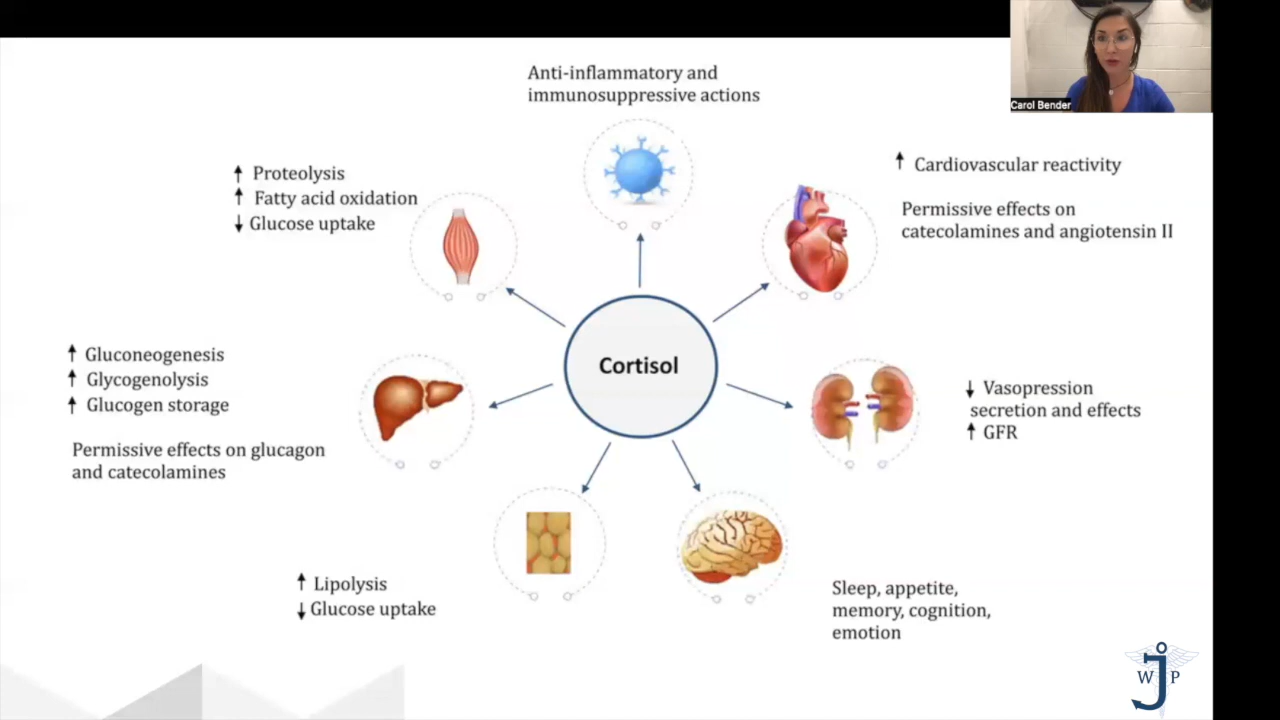 Carol Bender
Anti-inflammatory and
immunosuppressive actions
↑ Proteolysis
↑ Fatty acid oxidation
↓ Glucose uptake
↑ Cardiovascular reactivity
Permissive effects on
catecolamines and angiotensin II
↑ Gluconeogenesis
↑ Glycogenolysis
↑ Glucogen storage
Permissive effects on glucagon
and catecolamines
Cortisol
↓ Vasopression
secretion and effects
↑ GFR
↑ Lipolysis
↓ Glucose uptake
Sleep, appetite,
memory, cognition,
emotion
W J P